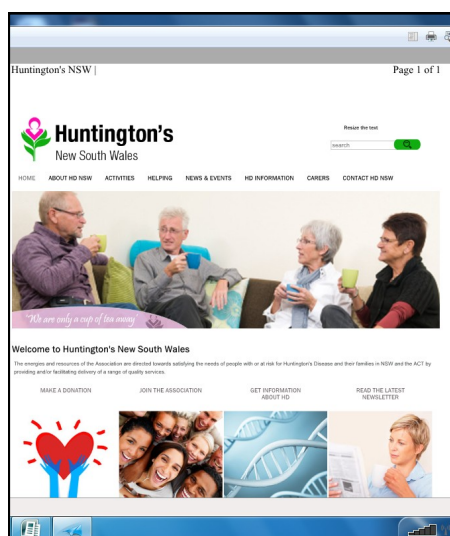 Huntington's NSW |
Page 1 of 1
Huntington's
New South Wales
Resize the text
search
HOME ABOUT HD NSW ACTIVITIES HELPING NEWS & EVENTS HD INFORMATION CARERS CONTACT HD NSW
"We are only a cup of tea away"
Welcome to Huntington's New South Wales
The energies and resources of the Association are directed towards satisfying the needs of people with or at risk for Huntington's Disease and their families in NSW and the ACT by
providing and/or facilitating delivery of a range of quality services.
MAKE A DONATION
JOIN THE ASSOCIATION
GET INFORMATION
ABOUT HD
READ THE LATEST
NEWSLETTER